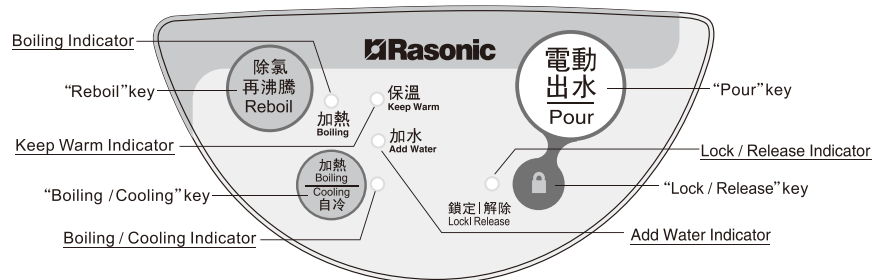 Boiling Indicator
“Reboil”key
Keep Warm Indicator
“Boiling / Cooling”key
Boiling / Cooling Indicator
Rasonic
除氯
再沸騰
Reboil
加熱
Boiling
保溫
Keep Warm
加水
Add Water
加熱
Boiling
Cooling
自冷
電動
出水
Pour
鎖定|解除
Lockl Release
“Pour”key
Lock / Release Indicator
“Lock / Release”key
Add Water Indicator